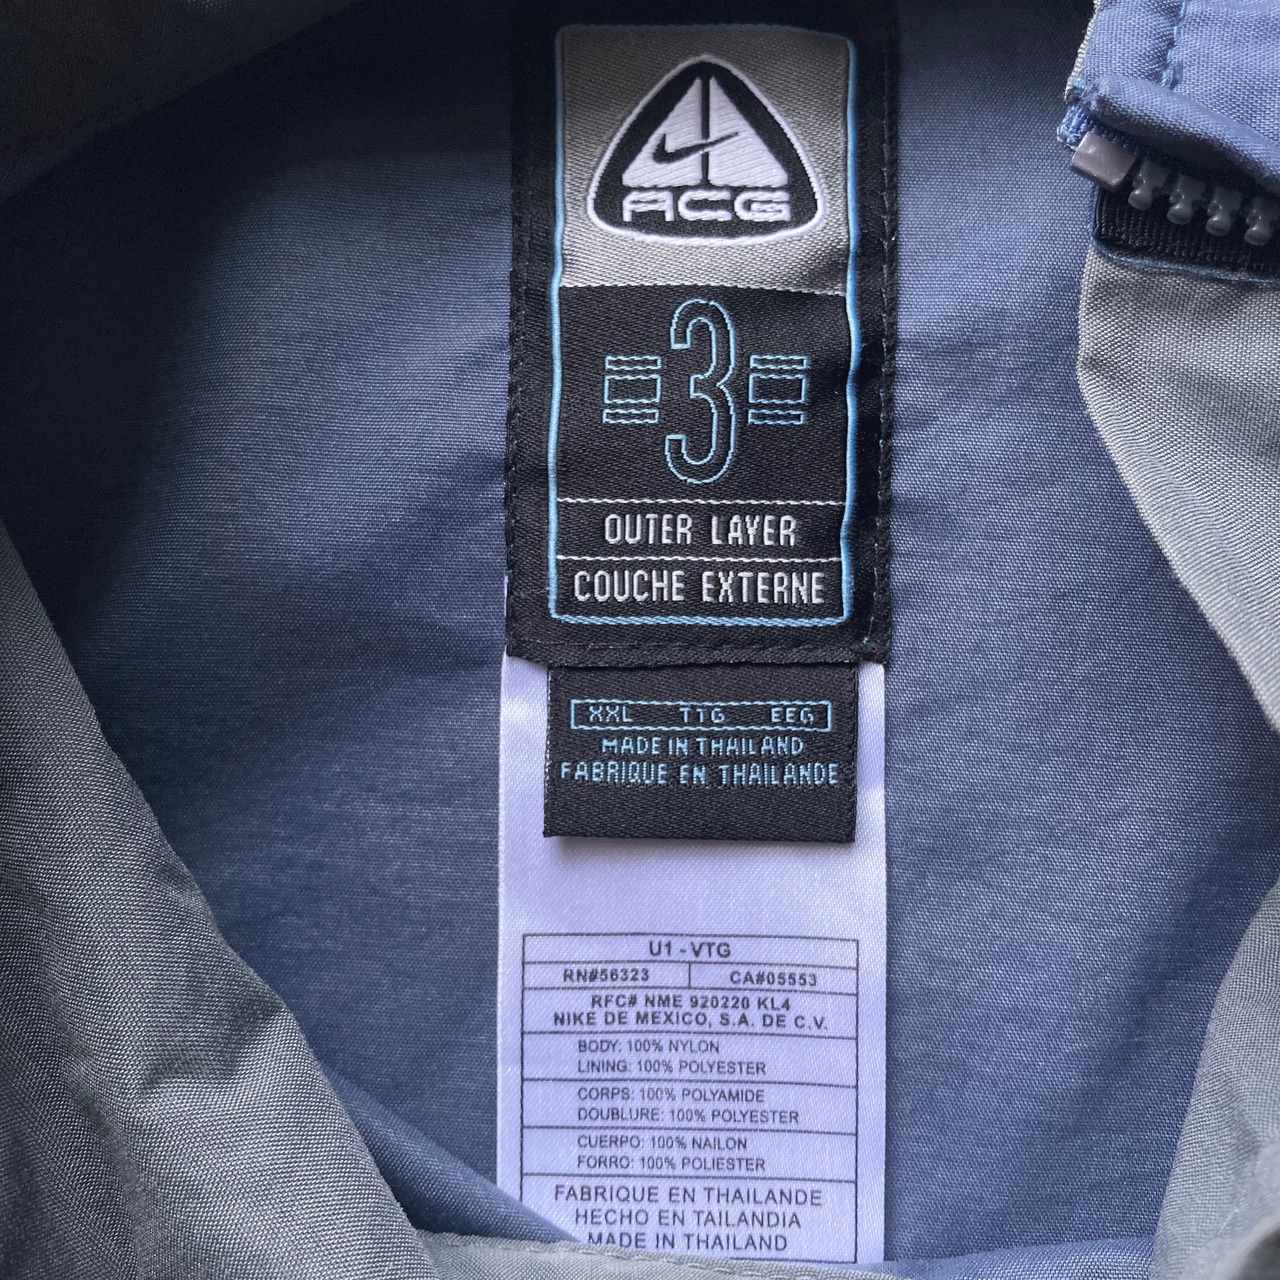 ACG
3
OUTER LAYER
COUCHE EXTERNE
XXL TTG EEG
MADE IN THAILAND
FABRIQUE EN THAILANDE
U1 - VTG
RN#56323 CA#05553
RFC# NME 920220 KL4
NIKE DE MEXICO, S.A. DE C.V.
BODY: 100% NYLON
LINING: 100% POLYESTER
CORPS: 100% POLYAMIDE
DOUBLURE: 100% POLYESTER
CUERPO: 100% NAILON
FORRO: 100% POLIESTER
FABRIQUE EN THAILANDE
HECHO EN TAILANDIA
MADE IN THAILAND